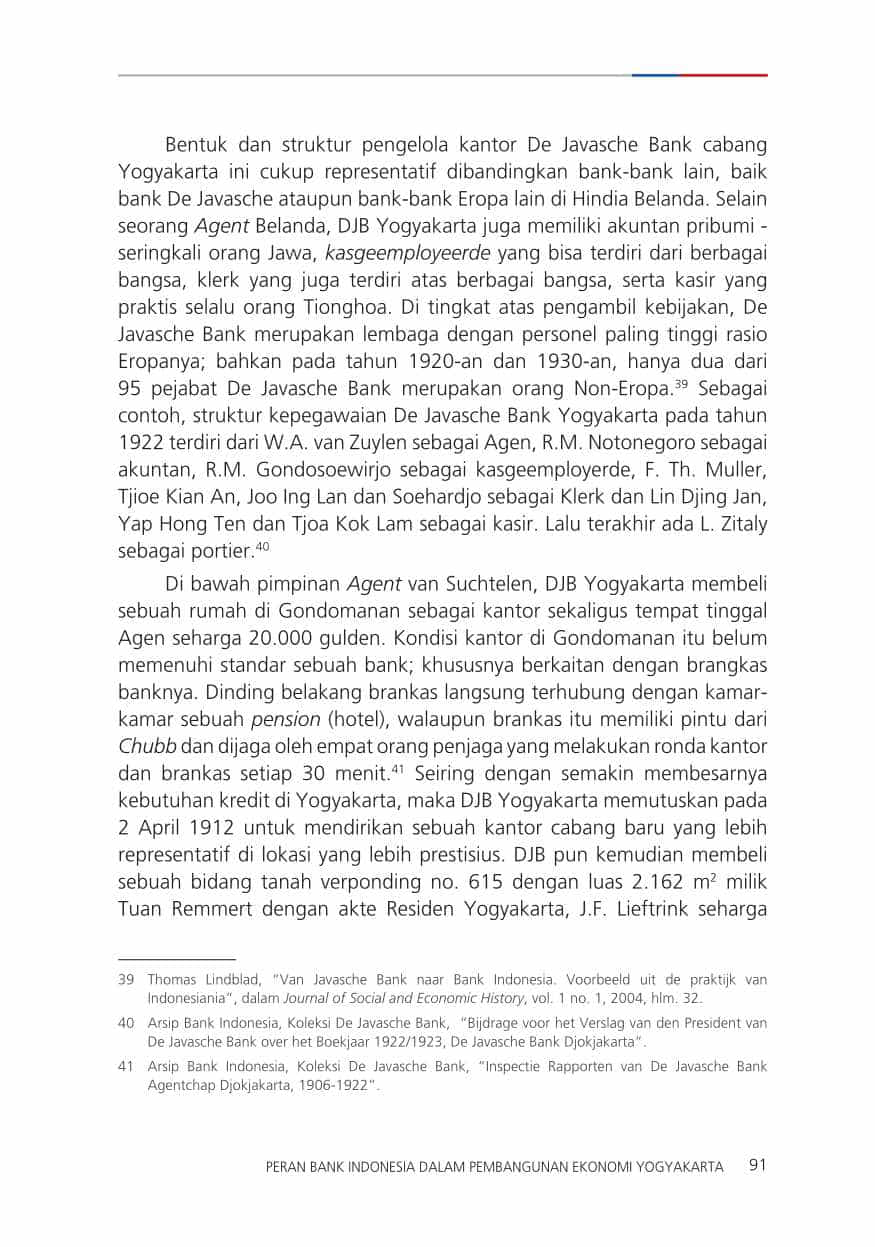 Bentuk dan struktur pengelola kantor De Javasche Bank cabang
Yogyakarta ini cukup representatif dibandingkan bank-bank lain, baik
bank De Javasche ataupun bank-bank Eropa lain di Hindia Belanda. Selain
seorang Agent Belanda, DJB Yogyakarta juga memiliki akuntan pribumi -
seringkali orang Jawa, kasgeemployeerde yang bisa terdiri dari berbagai
bangsa, klerk yang juga terdiri atas berbagai bangsa, serta kasir yang
praktis selalu orang Tionghoa. Di tingkat atas pengambil kebijakan, De
Javasche Bank merupakan lembaga dengan personel paling tinggi rasio
Eropanya; bahkan pada tahun 1920-an dan 1930-an, hanya dua dari
95 pejabat De Javasche Bank merupakan orang Non-Eropa.³⁹ Sebagai
contoh, struktur kepegawaian De Javasche Bank Yogyakarta pada tahun
1922 terdiri dari W.A. van Zuylen sebagai Agen, R.M. Notonegoro sebagai
akuntan, R.M. Gondosoewirjo sebagai kasgeemployerde, F. Th. Muller,
Tjioe Kian An, Joo Ing Lan dan Soehardjo sebagai Klerk dan Lin Djing Jan,
Yap Hong Ten dan Tjoa Kok Lam sebagai kasir. Lalu terakhir ada L. Zitaly
sebagai portier.⁴⁰
Di bawah pimpinan Agent van Suchtelen, DJB Yogyakarta membeli
sebuah rumah di Gondomanan sebagai kantor sekaligus tempat tinggal
Agen seharga 20.000 gulden. Kondisi kantor di Gondomanan itu belum
memenuhi standar sebuah bank; khususnya berkaitan dengan brangkas
banknya. Dinding belakang brankas langsung terhubung dengan kamar-
kamar sebuah pension (hotel), walaupun brankas itu memiliki pintu dari
Chubb dan dijaga oleh empat orang penjaga yang melakukan ronda kantor
dan brankas setiap 30 menit.⁴¹ Seiring dengan semakin membesarnya
kebutuhan kredit di Yogyakarta, maka DJB Yogyakarta memutuskan pada
2 April 1912 untuk mendirikan sebuah kantor cabang baru yang lebih
representatif di lokasi yang lebih prestisius. DJB pun kemudian membeli
sebuah bidang tanah verponding no. 615 dengan luas 2.162 m² milik
Tuan Remmert dengan akte Residen Yogyakarta, J.F. Lieftrink seharga
39 Thomas Lindblad, "Van Javasche Bank naar Bank Indonesia. Voorbeeld uit de praktijk van
Indonesiania", dalam Journal of Social and Economic History, vol. 1 no. 1, 2004, hlm. 32.
40 Arsip Bank Indonesia, Koleksi De Javasche Bank, "Bijdrage voor het Verslag van den President van
De Javasche Bank over het Boekjaar 1922/1923, De Javasche Bank Djokjakarta".
41 Arsip Bank Indonesia, Koleksi De Javasche Bank, "Inspectie Rapporten van De Javasche Bank
Agentchap Djokjakarta, 1906-1922".
PERAN BANK INDONESIA DALAM PEMBANGUNAN EKONOMI YOGYAKARTA 91